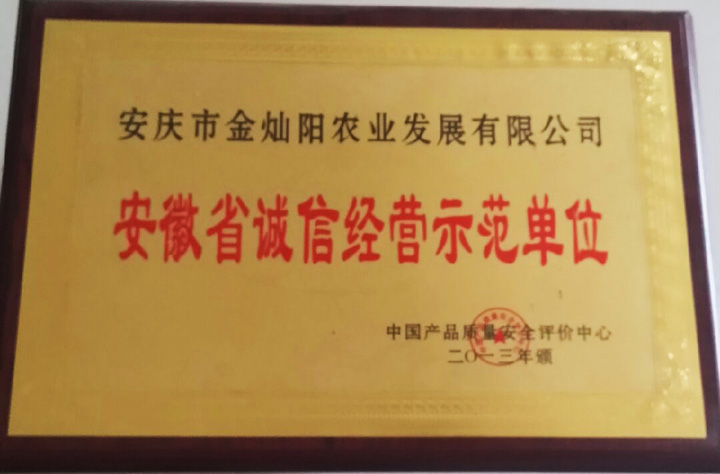 安庆市金灿阳农业发展有限公司
安徽省诚信经营示范单位
中国产品质量安全评价中心
二〇一三年颁